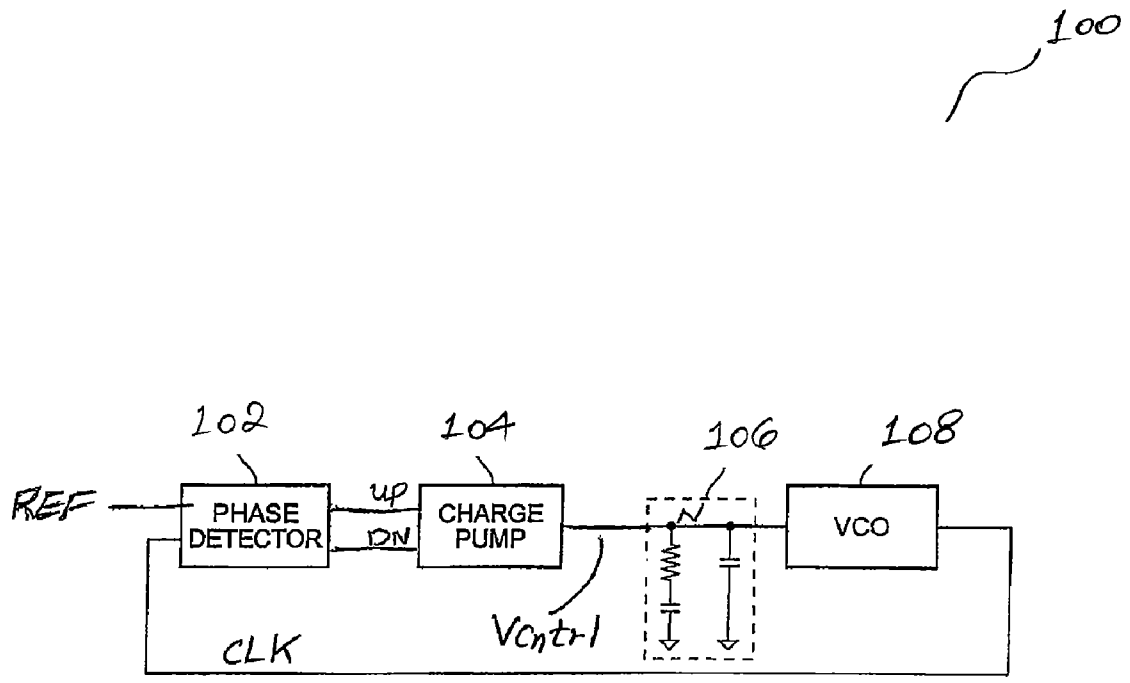 100
102
104
106
108
REF
PHASE
DETECTOR
UP
DN
CHARGE
PUMP
N
VCO
Vcntrl
CLK